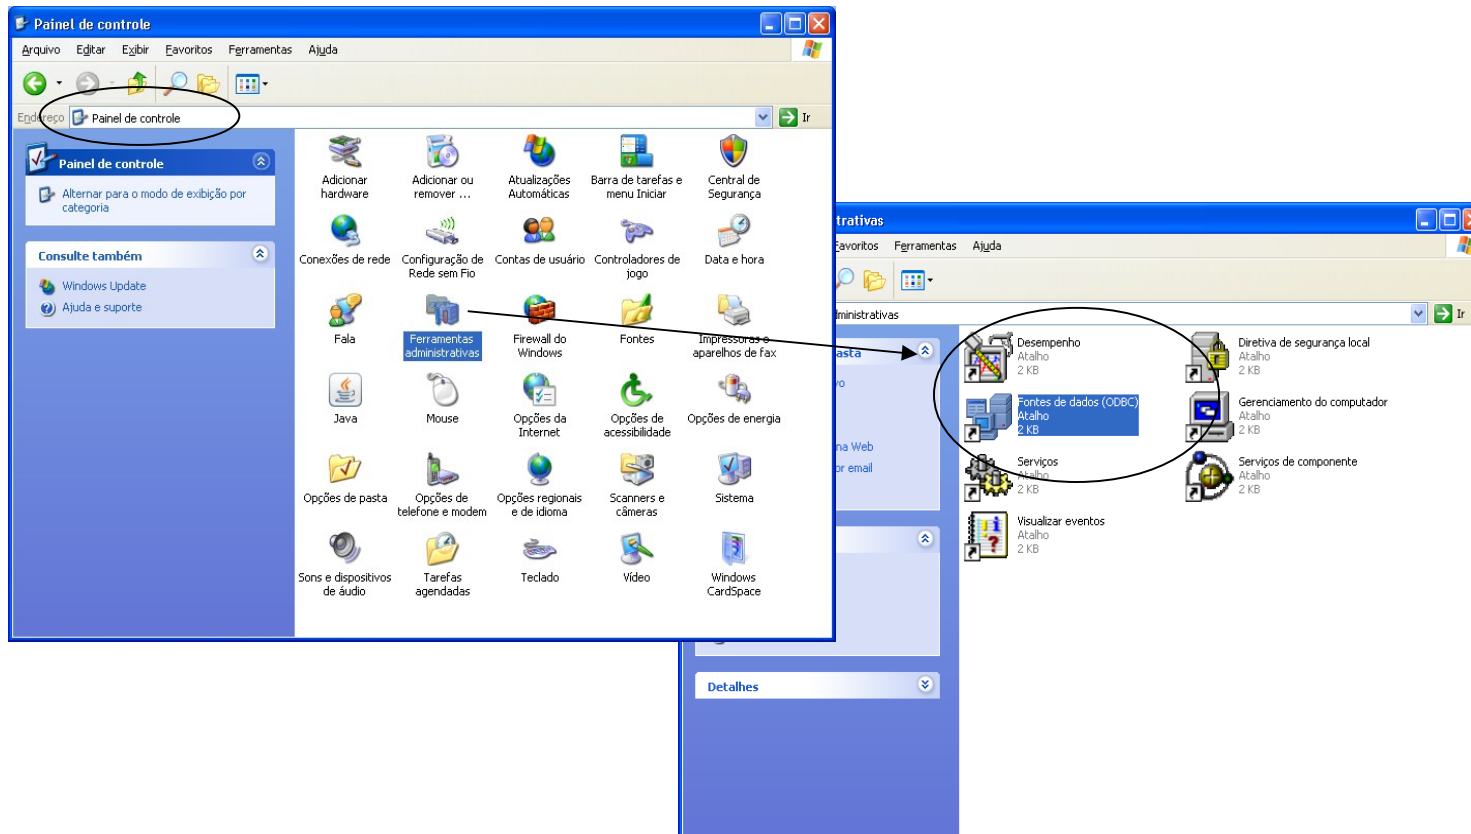 Painel de controle
Arquivo Editar Exibir Favoritos Ferramentas Ajuda
Endereço Painel de controle Ir
Painel de controle
Alternar para o modo de exibição por
categoria
Consulte também
Windows Update
Ajuda e suporte
Adicionar
hardware
Adicionar ou
remover ...
Atualizações
Automáticas
Barra de tarefas e
menu Iniciar
Central de
Segurança
Conexões de rede
Configuração de
Rede sem Fio
Contas de usuário
Controladores de
jogo
Data e hora
Fala
Ferramentas
administrativas
Firewall do
Windows
Fontes
Impressoras e
aparelhos de fax
Java
Mouse
Opções da
Internet
Opções de
acessibilidade
Opções de energia
Opções de pasta
Opções de
telefone e modem
Opções regionais
e de idioma
Scanners e
câmeras
Sistema
Sons e dispositivos
de áudio
Tarefas
agendadas
Teclado
Vídeo
Windows
CardSpace
trativas
Favoritos Ferramentas Ajuda
dministrativas Ir
asta
vo
na Web
or email
Detalhes
Desempenho
Atalho
2 KB
Diretiva de segurança local
Atalho
2 KB
Fontes de dados (ODBC)
Atalho
2 KB
Gerenciamento do computador
Atalho
2 KB
Serviços
Atalho
2 KB
Serviços de componente
Atalho
2 KB
Visualizar eventos
Atalho
2 KB